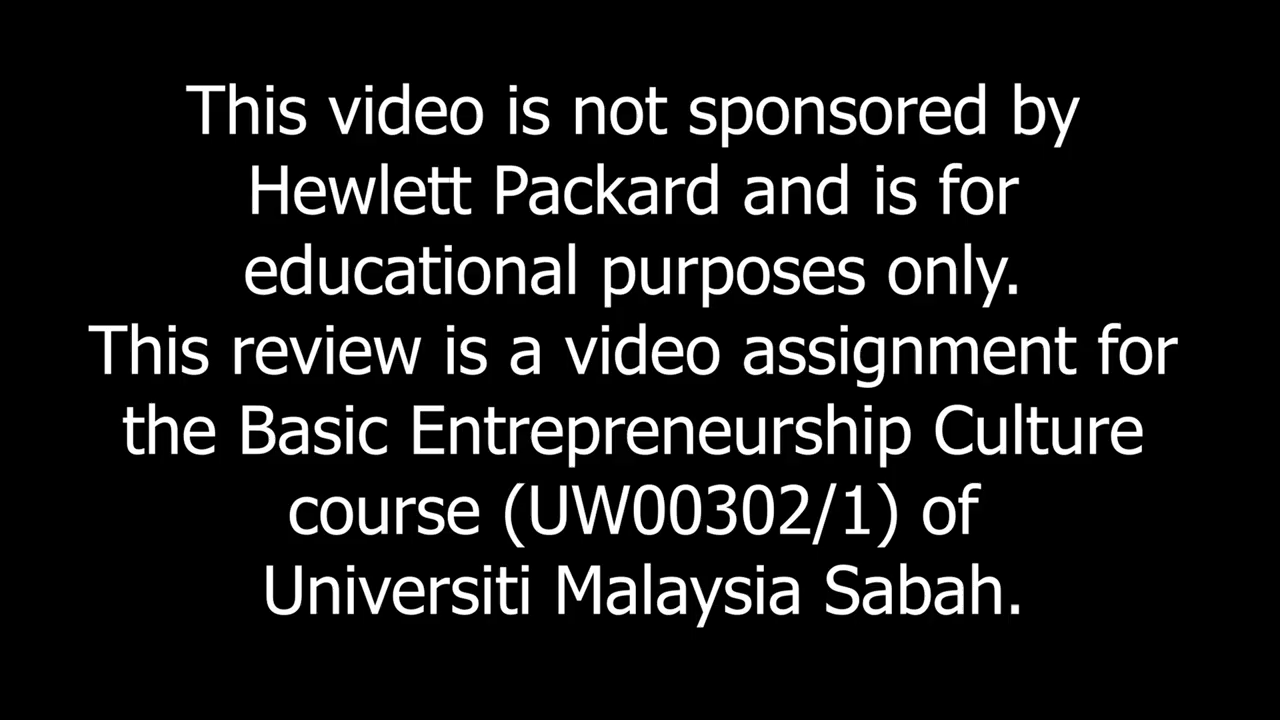 This video is not sponsored by
Hewlett Packard and is for
educational purposes only.
This review is a video assignment for
the Basic Entrepreneurship Culture
course (UW00302/1) of
Universiti Malaysia Sabah.